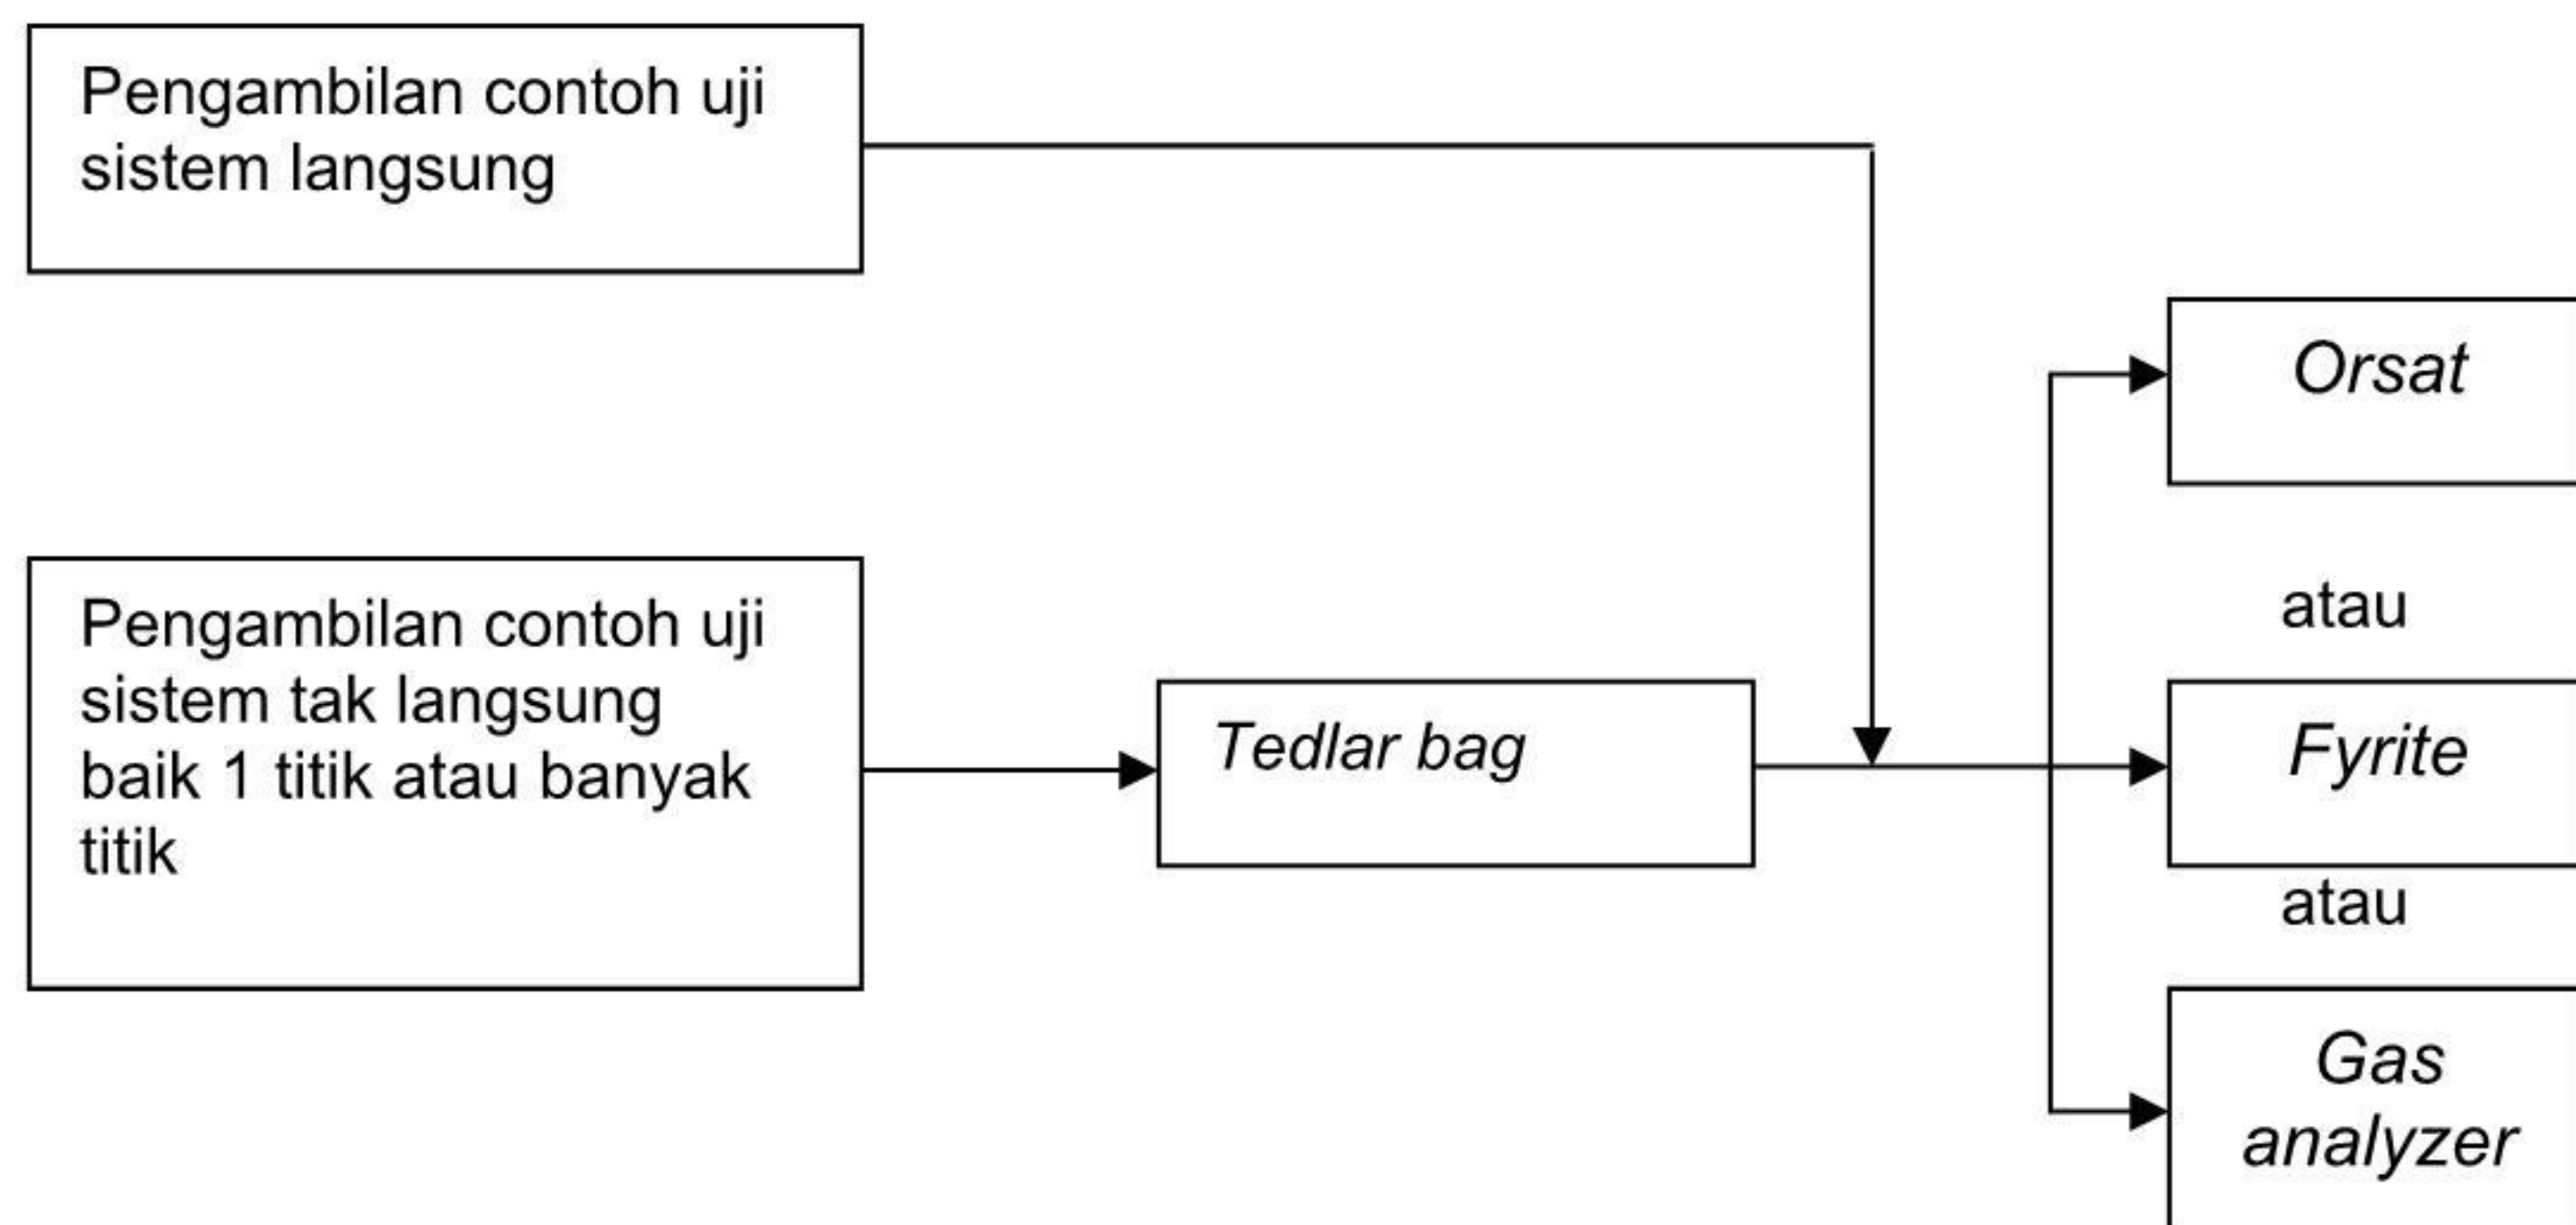 Pengambilan contoh uji
sistem langsung
Orsat
atau
Pengambilan contoh uji
sistem tak langsung
baik 1 titik atau banyak
titik
Tedlar bag
Fyrite
atau
Gas
analyzer